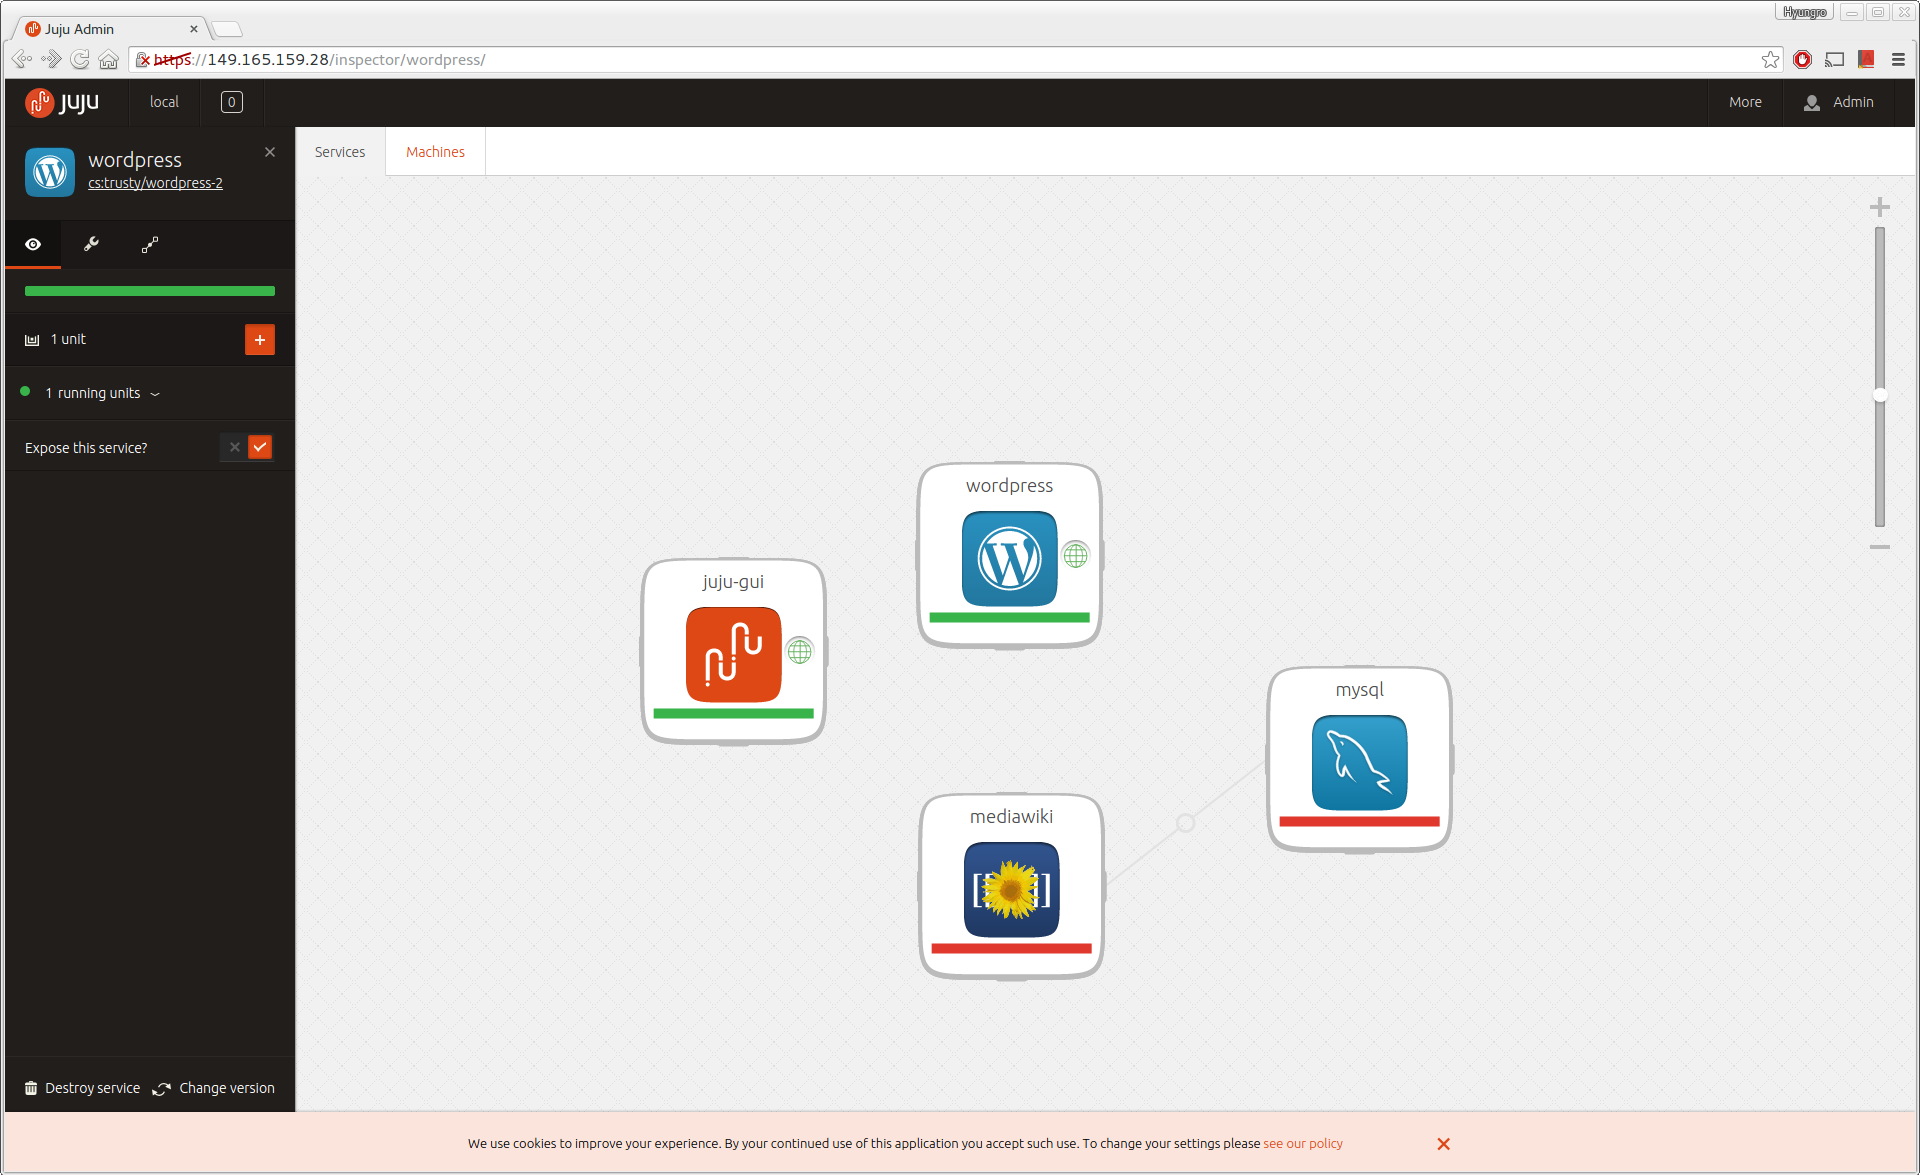 Hyungro
Juju Admin
https://149.165.159.28/inspector/wordpress/
juju
local
0
More
Admin
wordpress
cs:trusty/wordpress-2
Services
Machines
1 unit
1 running units
Expose this service?
wordpress
juju-gui
mysql
mediawiki
[[ ]]
Destroy service
Change version
We use cookies to improve your experience. By your continued use of this application you accept such use. To change your settings please see our policy